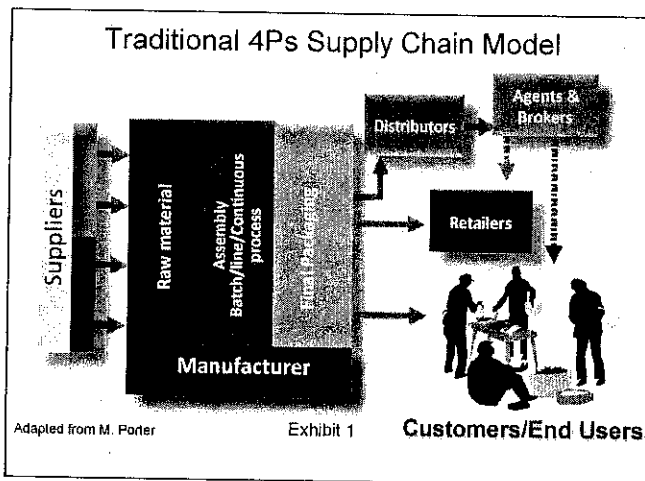 Traditional 4Ps Supply Chain Model
Suppliers
Raw material
Assembly
Batch/line/Continuous
process
Final Packaging
Manufacturer
Distributors
Agents &
Brokers
Retailers
Customers/End Users
Adapted from M. Porter
Exhibit 1